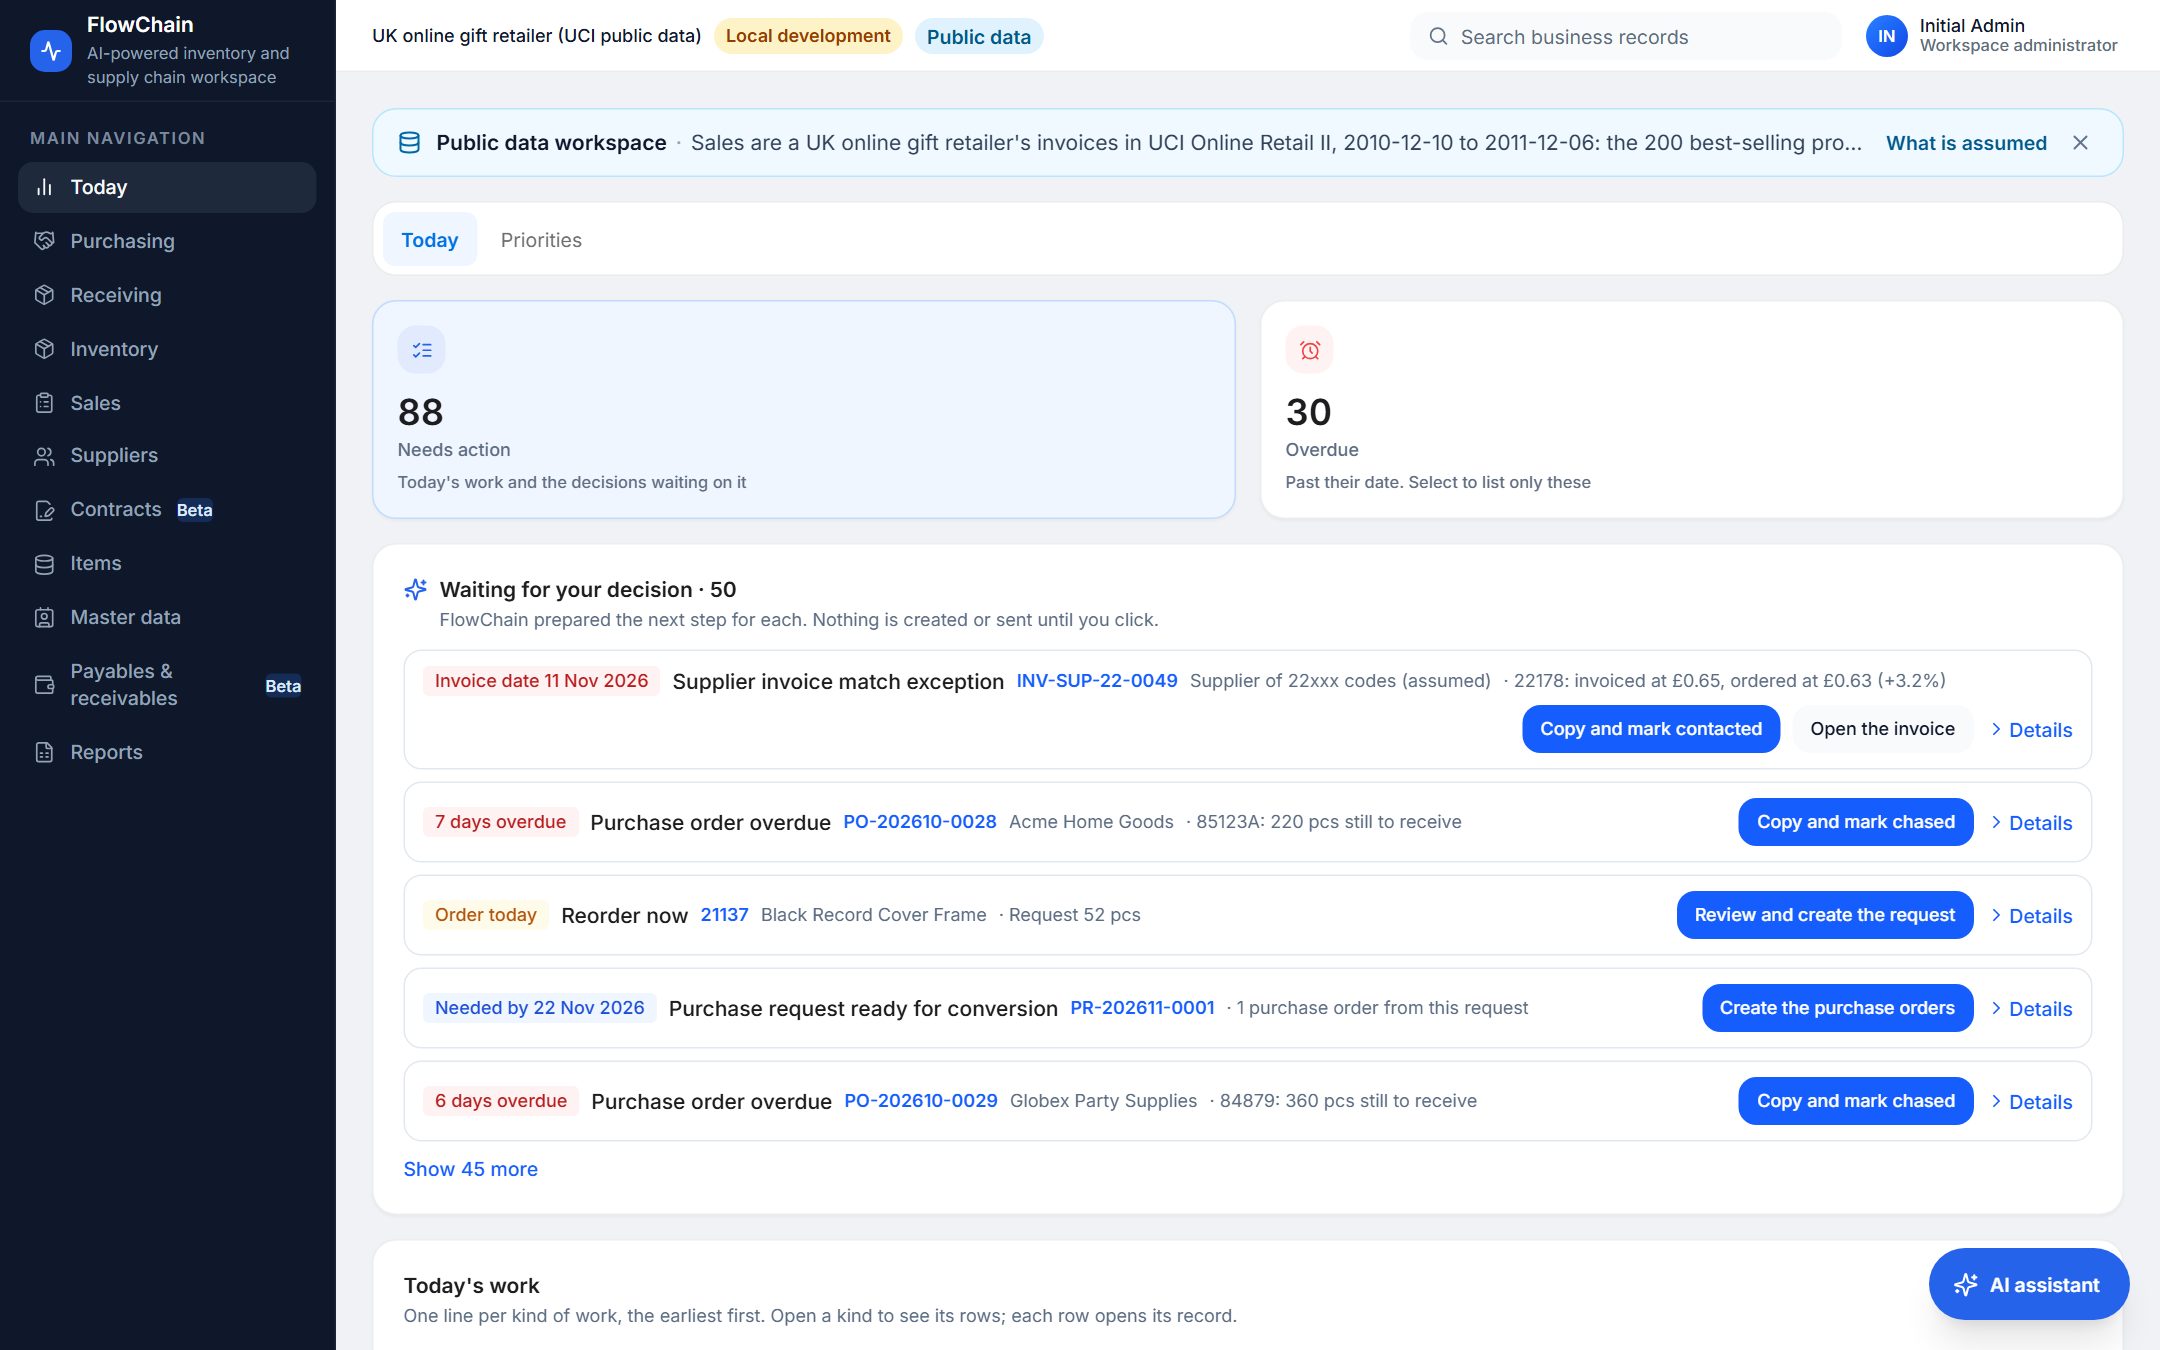 FlowChain
AI-powered inventory and
supply chain workspace
MAIN NAVIGATION
Today
Purchasing
Receiving
Inventory
Sales
Suppliers
Contracts Beta
Items
Master data
Payables &
receivables Beta
Reports
UK online gift retailer (UCI public data) Local development Public data
Search business records
IN
Initial Admin
Workspace administrator
Public data workspace · Sales are a UK online gift retailer's invoices in UCI Online Retail II, 2010-12-10 to 2011-12-06: the 200 best-selling pro... What is assumed
Today Priorities
88
Needs action
Today's work and the decisions waiting on it
30
Overdue
Past their date. Select to list only these
Waiting for your decision · 50
FlowChain prepared the next step for each. Nothing is created or sent until you click.
Invoice date 11 Nov 2026 Supplier invoice match exception INV-SUP-22-0049 Supplier of 22xxx codes (assumed) · 22178: invoiced at £0.65, ordered at £0.63 (+3.2%)
Copy and mark contacted Open the invoice Details
7 days overdue Purchase order overdue PO-202610-0028 Acme Home Goods · 85123A: 220 pcs still to receive Copy and mark chased Details
Order today Reorder now 21137 Black Record Cover Frame · Request 52 pcs Review and create the request Details
Needed by 22 Nov 2026 Purchase request ready for conversion PR-202611-0001 · 1 purchase order from this request Create the purchase orders Details
6 days overdue Purchase order overdue PO-202610-0029 Globex Party Supplies · 84879: 360 pcs still to receive Copy and mark chased Details
Show 45 more
Today's work
One line per kind of work, the earliest first. Open a kind to see its rows; each row opens its record.
AI assistant